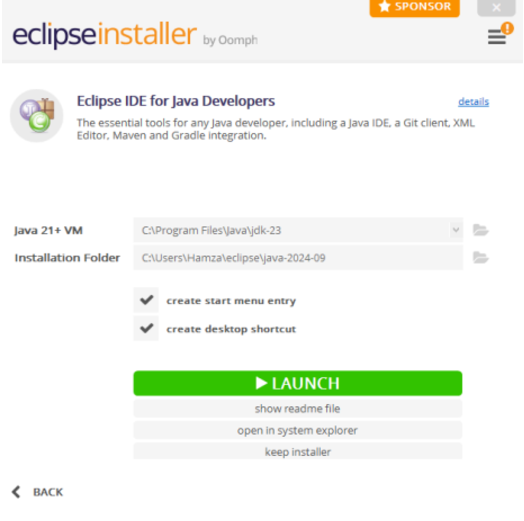 SPONSOR
eclipseinstaller by Oomph
Eclipse IDE for Java Developers details
The essential tools for any Java developer, including a Java IDE, a Git client, XML
Editor, Maven and Gradle integration.
Java 21+ VM C:\Program Files\Java\jdk-23
Installation Folder C:\Users\Hamza\eclipse\java-2024-09
create start menu entry
create desktop shortcut
LAUNCH
show readme file
open in system explorer
keep installer
BACK